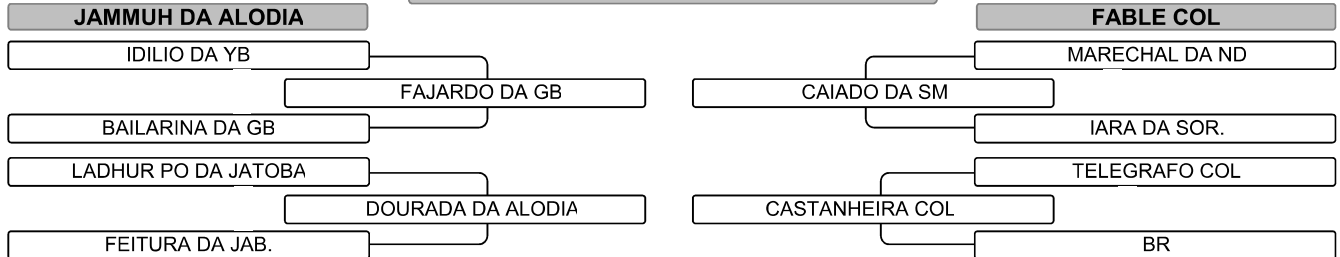 JAMMUH DA ALODIA
FABLE COL
IDILIO DA YB
MARECHAL DA ND
FAJARDO DA GB
CAIADO DA SM
BAILARINA DA GB
IARA DA SOR.
LADHUR PO DA JATOBA
TELEGRAFO COL
DOURADA DA ALODIA
CASTANHEIRA COL
FEITURA DA JAB.
BR